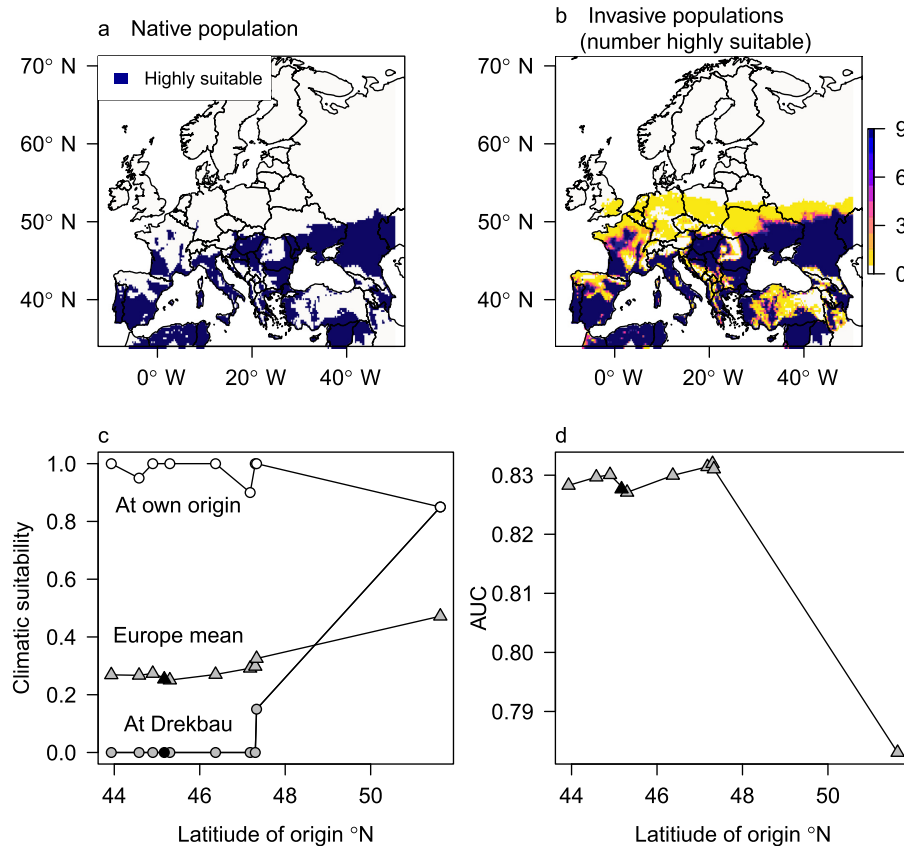 a Native population
b Invasive populations
(number highly suitable)
Highly suitable
70° N
60° N
50° N
40° N
0° W
20° W
40° W
70° N
60° N
50° N
40° N
0° W
20° W
40° W
9
6
3
0
c
Climatic suitability
1.0
0.8
0.6
0.4
0.2
0.0
At own origin
Europe mean
At Drekbau
44
46
48
50
Latitiude of origin °N
d
AUC
0.83
0.82
0.81
0.80
0.79
44
46
48
50
Latitiude of origin °N